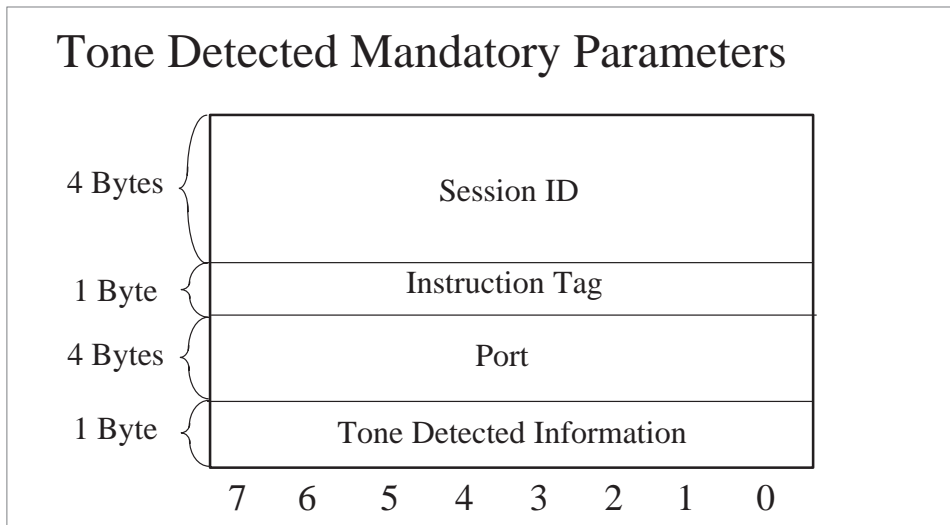 Tone Detected Mandatory Parameters
4 Bytes
Session ID
1 Byte
Instruction Tag
4 Bytes
Port
1 Byte
Tone Detected Information
7 6 5 4 3 2 1 0